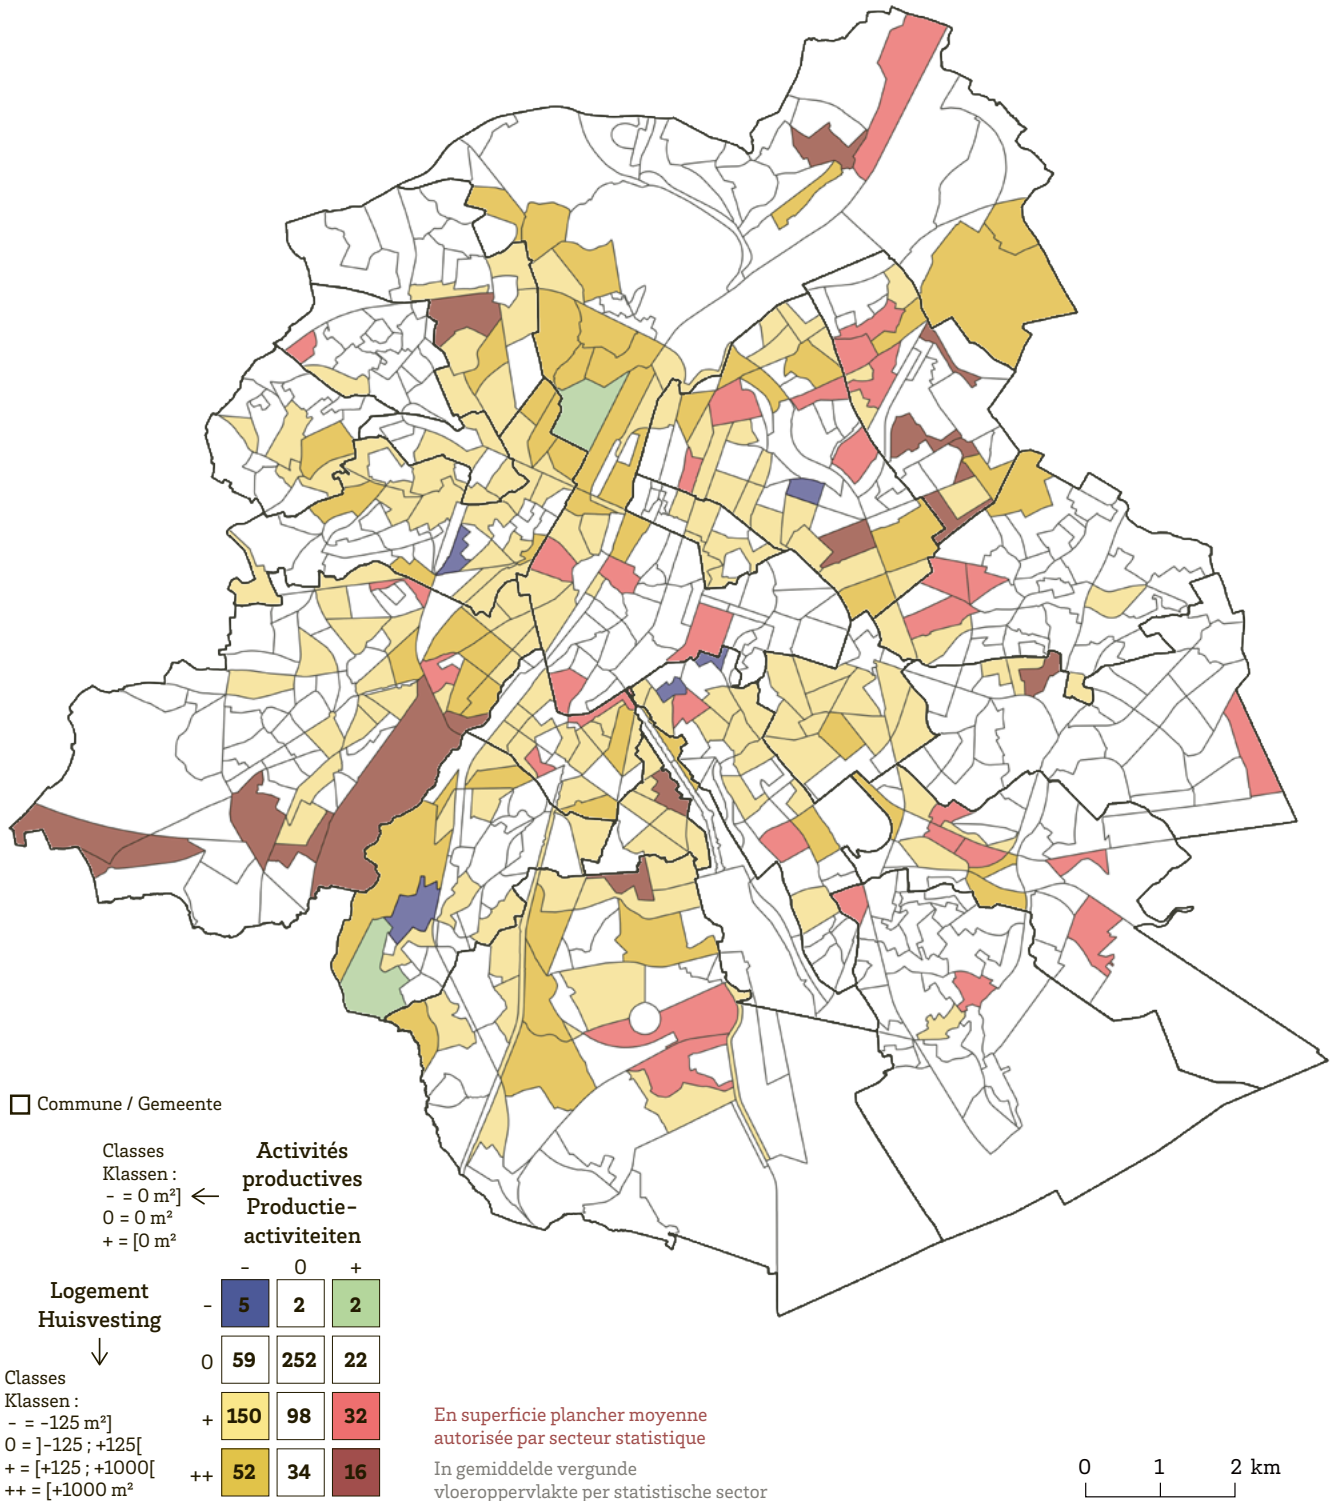 Commune / Gemeente
Classes
Klassen :
- = 0 m²]
0 = 0 m²
+ = [0 m²
Activités
productives
Productie-
activiteiten
- 0 +
Logement
Huisvesting
- 5 2 2
0 59 252 22
+ 150 98 32
++ 52 34 16
Classes
Klassen :
- = -125 m²]
0 = ]-125 ; +125[
+ = [+125 ; +1000[
++ = [+1000 m²
En superficie plancher moyenne
autorisée par secteur statistique
In gemiddelde vergunde
vloeroppervlakte per statistische sector
0 1 2 km